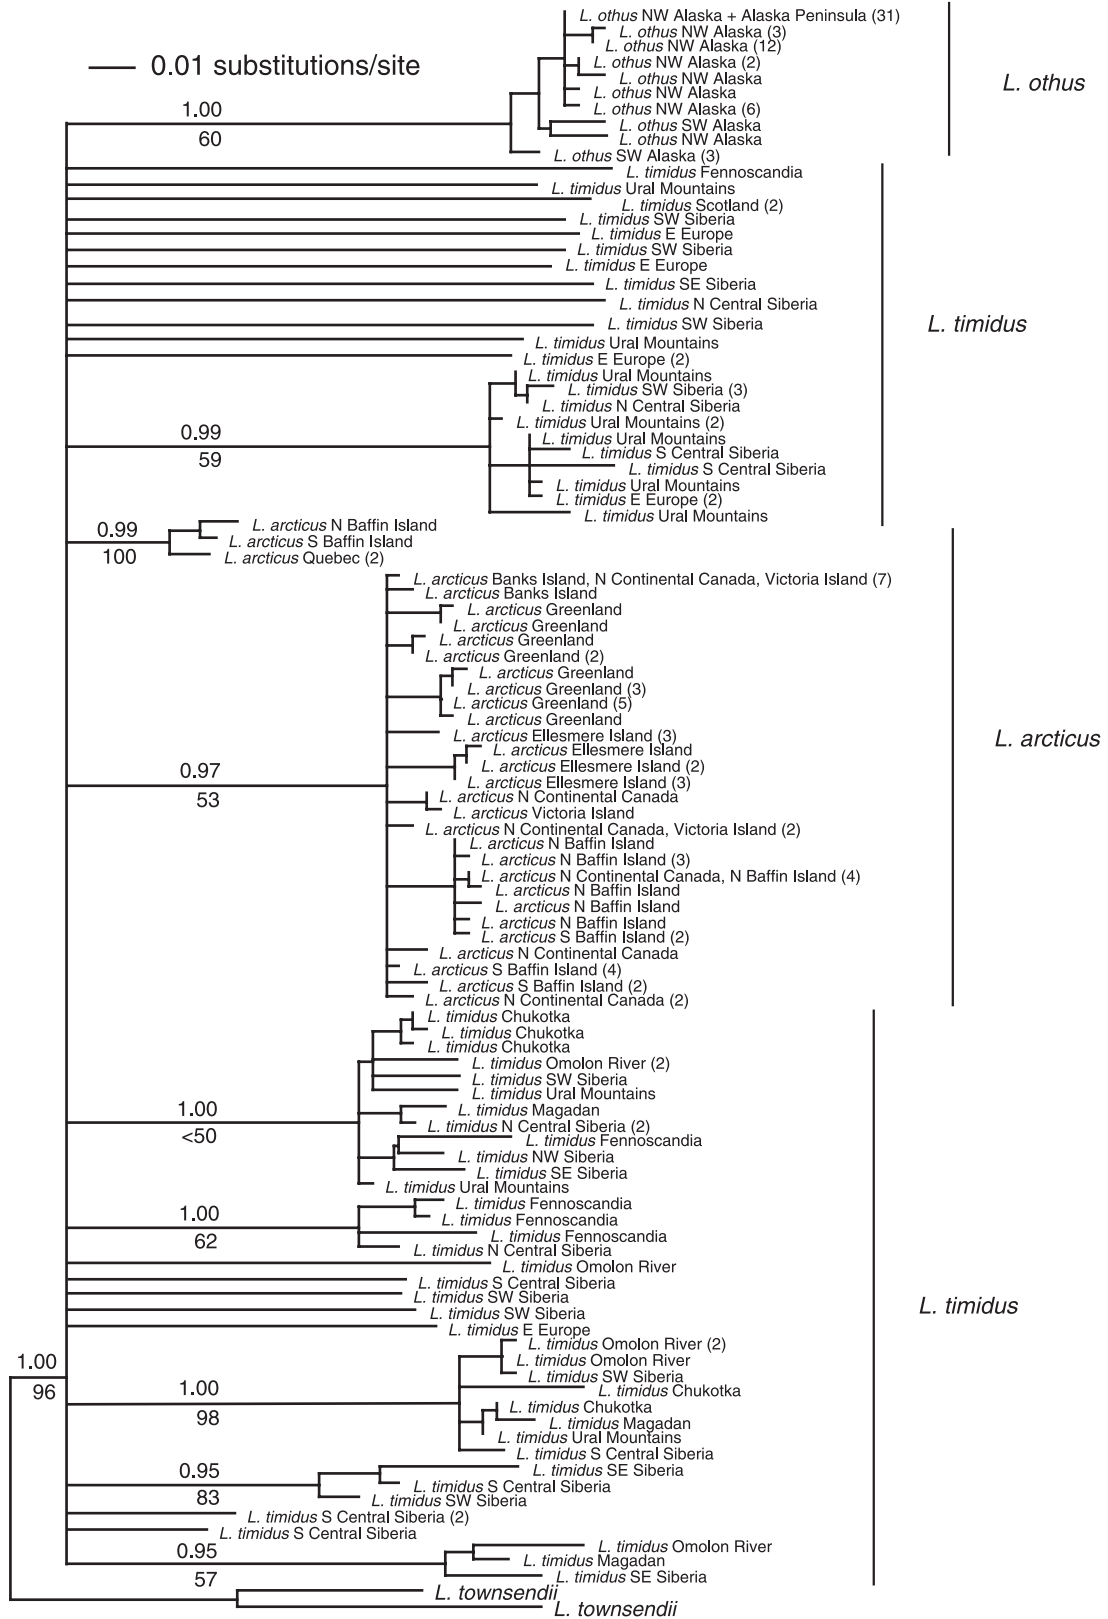 L. othus NW Alaska + Alaska Peninsula (31)
L. othus NW Alaska (3)
L. othus NW Alaska (12)
0.01 substitutions/site
L. othus NW Alaska (2)
L. othus NW Alaska
L. othus NW Alaska
L. othus
1.00
L. othus NW Alaska (6)
L. othus SW Alaska
60
L. othus NW Alaska
L. othus SW Alaska (3)
L. timidus Fennoscandia
L. timidus Ural Mountains
L. timidus Scotland (2)
L. timidus SW Siberia
L. timidus E Europe
L. timidus SW Siberia
L. timidus E Europe
L. timidus SE Siberia
L. timidus N Central Siberia
L. timidus SW Siberia
L. timidus
L. timidus Ural Mountains
L. timidus E Europe (2)
L. timidus Ural Mountains
L. timidus SW Siberia (3)
L. timidus N Central Siberia
L. timidus Ural Mountains (2)
0.99
L. timidus Ural Mountains
L. timidus S Central Siberia
59
L. timidus S Central Siberia
L. timidus Ural Mountains
L. timidus E Europe (2)
L. timidus Ural Mountains
0.99
L. arcticus N Baffin Island
L. arcticus S Baffin Island
100
L. arcticus Quebec (2)
L. arcticus Banks Island, N Continental Canada, Victoria Island (7)
L. arcticus Banks Island
L. arcticus Greenland
L. arcticus Greenland
L. arcticus Greenland
L. arcticus Greenland (2)
L. arcticus Greenland
L. arcticus Greenland (3)
L. arcticus Greenland (5)
L. arcticus Greenland
L. arcticus Ellesmere Island (3)
L. arcticus
L. arcticus Ellesmere Island
L. arcticus Ellesmere Island (2)
0.97
L. arcticus Ellesmere Island (3)
53
L. arcticus N Continental Canada
L. arcticus Victoria Island
L. arcticus N Continental Canada, Victoria Island (2)
L. arcticus N Baffin Island
L. arcticus N Baffin Island (3)
L. arcticus N Continental Canada, N Baffin Island (4)
L. arcticus N Baffin Island
L. arcticus N Baffin Island
L. arcticus N Baffin Island
L. arcticus S Baffin Island (2)
L. arcticus N Continental Canada
L. arcticus S Baffin Island (4)
L. arcticus S Baffin Island (2)
L. arcticus N Continental Canada (2)
L. timidus Chukotka
L. timidus Chukotka
L. timidus Chukotka
L. timidus Omolon River (2)
L. timidus SW Siberia
L. timidus Ural Mountains
1.00
L. timidus Magadan
L. timidus N Central Siberia (2)
<50
L. timidus Fennoscandia
L. timidus NW Siberia
L. timidus SE Siberia
L. timidus Ural Mountains
L. timidus Fennoscandia
1.00
L. timidus Fennoscandia
L. timidus Fennoscandia
62
L. timidus N Central Siberia
L. timidus Omolon River
L. timidus S Central Siberia
L. timidus SW Siberia
L. timidus
L. timidus SW Siberia
L. timidus E Europe
L. timidus Omolon River (2)
1.00
L. timidus Omolon River
L. timidus SW Siberia
96
1.00
L. timidus Chukotka
L. timidus Chukotka
98
L. timidus Magadan
L. timidus Ural Mountains
L. timidus S Central Siberia
0.95
L. timidus SE Siberia
L. timidus S Central Siberia
83
L. timidus SW Siberia
L. timidus S Central Siberia (2)
L. timidus S Central Siberia
0.95
L. timidus Omolon River
L. timidus Magadan
57
L. timidus SE Siberia
L. townsendii
L. townsendii